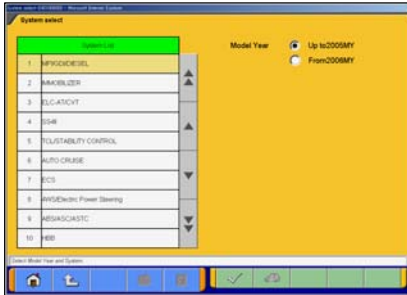 System select
System List
Model Year
Up to2005MY
From2006MY
1 MPI/GDI/DIESEL
2 IMMOBILIZER
3 ELC-AT/CVT
4 SS4II
5 TCL/STABILITY CONTROL
6 AUTO CRUISE
7 ECS
8 AWS/Electric Power Steering
9 ABS/ASC/ASTC
10 HBB
Select Model Year and System